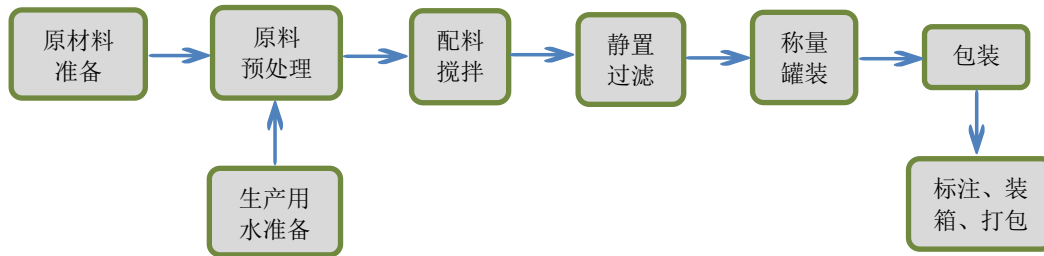 原材料
准备
原料
预处理
配料
搅拌
静置
过滤
称量
罐装
包装
生产用
水准备
标注、装
箱、打包